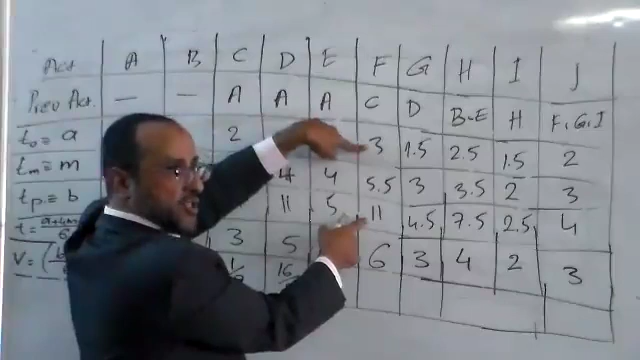 Act. A B C D E F G H I J
Prev Act. — — A A A C D B-E H F, G, I
to = a 2 3 1.5 2.5 1.5 2
tm = m 4 4 5.5 3 3.5 2 3
tp = b 11 5 11 4.5 7.5 2.5 4
t = 3 5 6 3 4 2 3
V = (